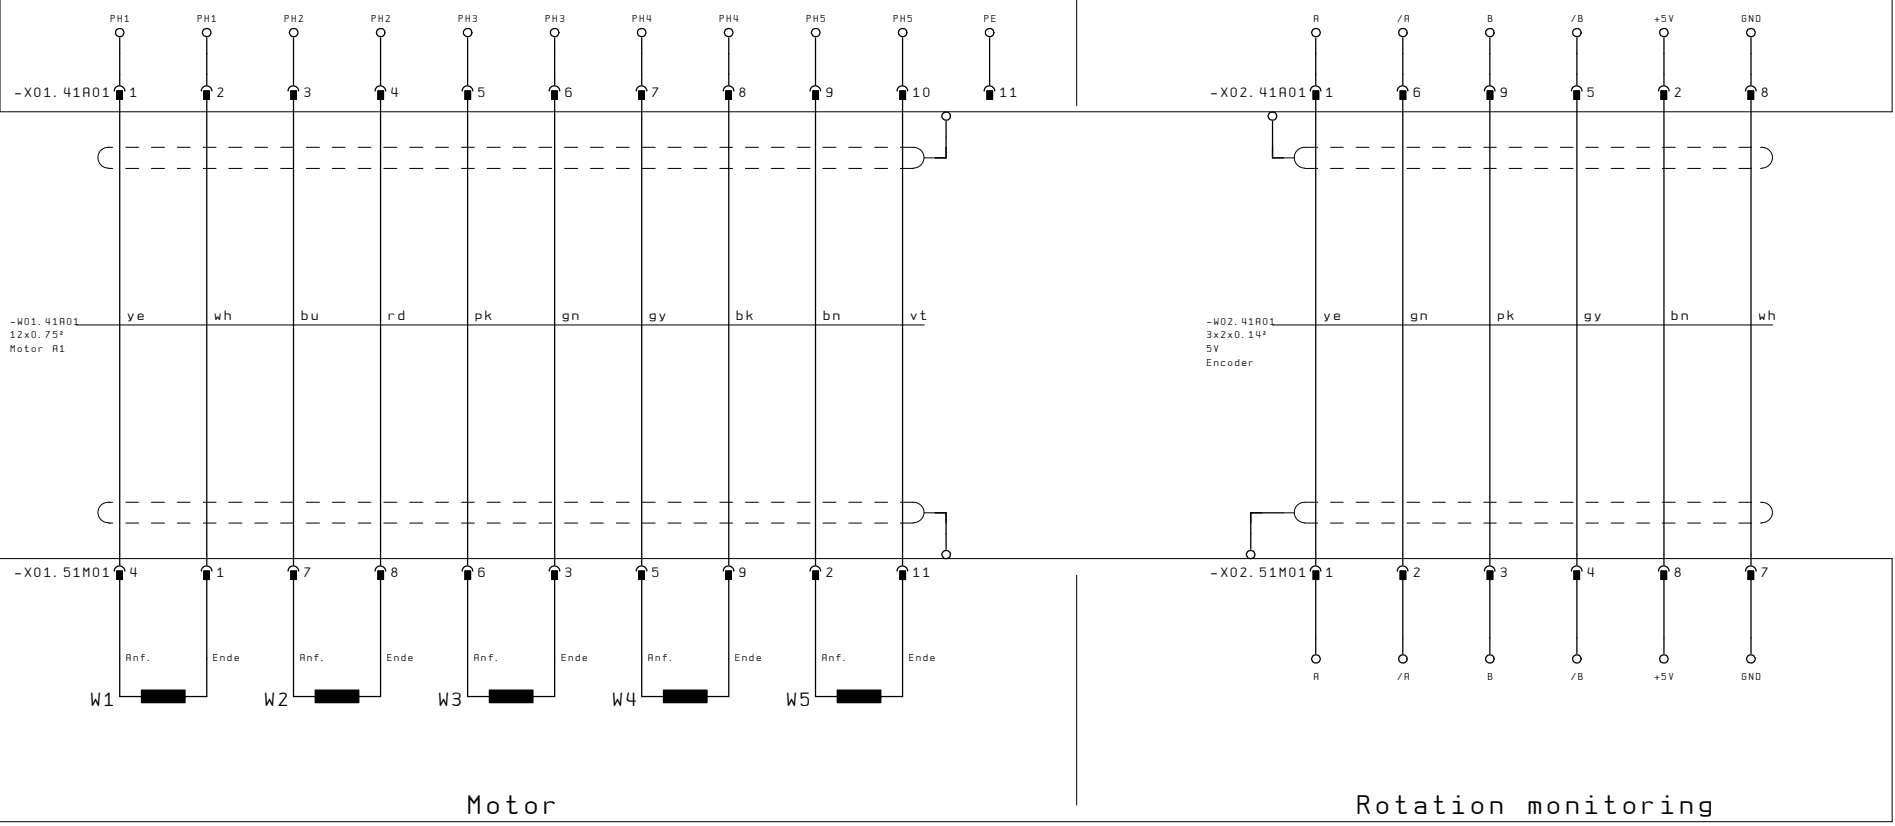 PH1 PH1 PH2 PH2 PH3 PH3 PH4 PH4 PH5 PH5 PE A /A B /B +5V GND
-X01.41A01 1 2 3 4 5 6 7 8 9 10 11 -X02.41A01 1 6 9 5 2 8
ye wh bu rd pk gn gy bk bn vt ye gn pk gy bn wh
-W01.41A01 -W02.41A01
12x0.75² 3x2x0.14²
Motor A1 5V
Encoder
-X01.51M01 4 1 7 8 6 3 5 9 2 11 -X02.51M01 1 2 3 4 8 7
Anf. Ende Anf. Ende Anf. Ende Anf. Ende Anf. Ende
A /A B /B +5V GND
W1 W2 W3 W4 W5
Motor Rotation monitoring